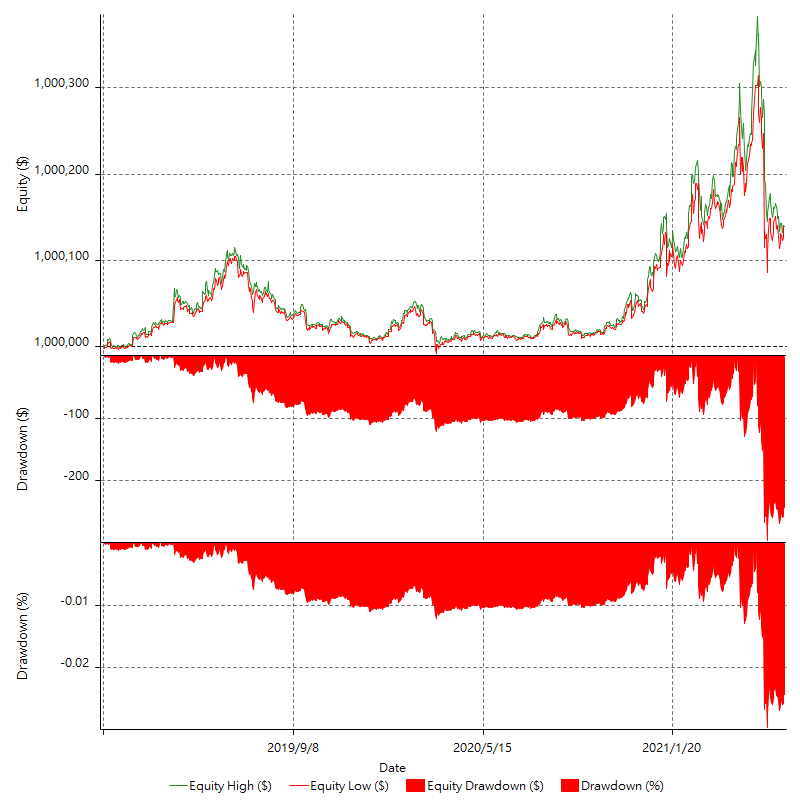 Equity ($)
1,000,300
1,000,200
1,000,100
1,000,000
Drawdown ($)
-100
-200
Drawdown (%)
-0.01
-0.02
2019/9/8 2020/5/15 2021/1/20
Date
Equity High ($) Equity Low ($) Equity Drawdown ($) Drawdown (%)